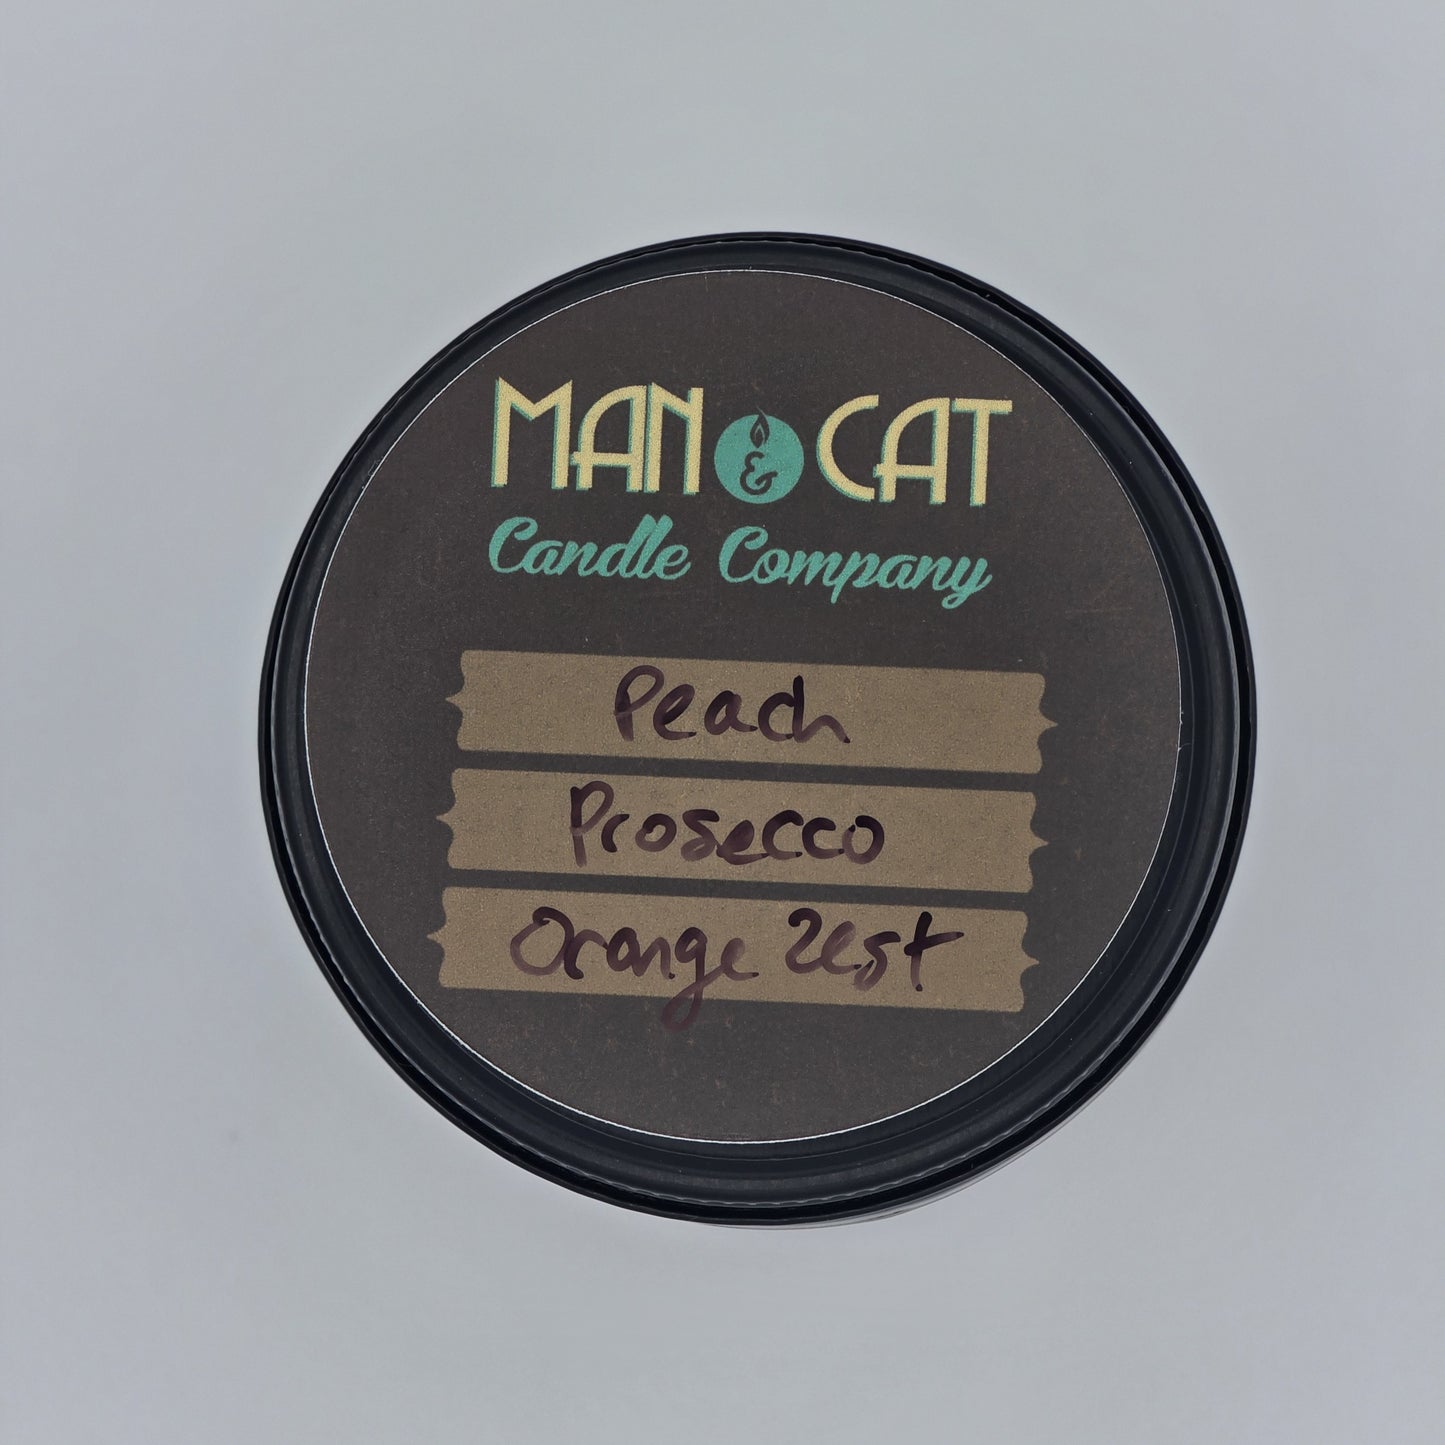 MAN & CAT
Candle Company
Peach
Prosecco
Orange Zest